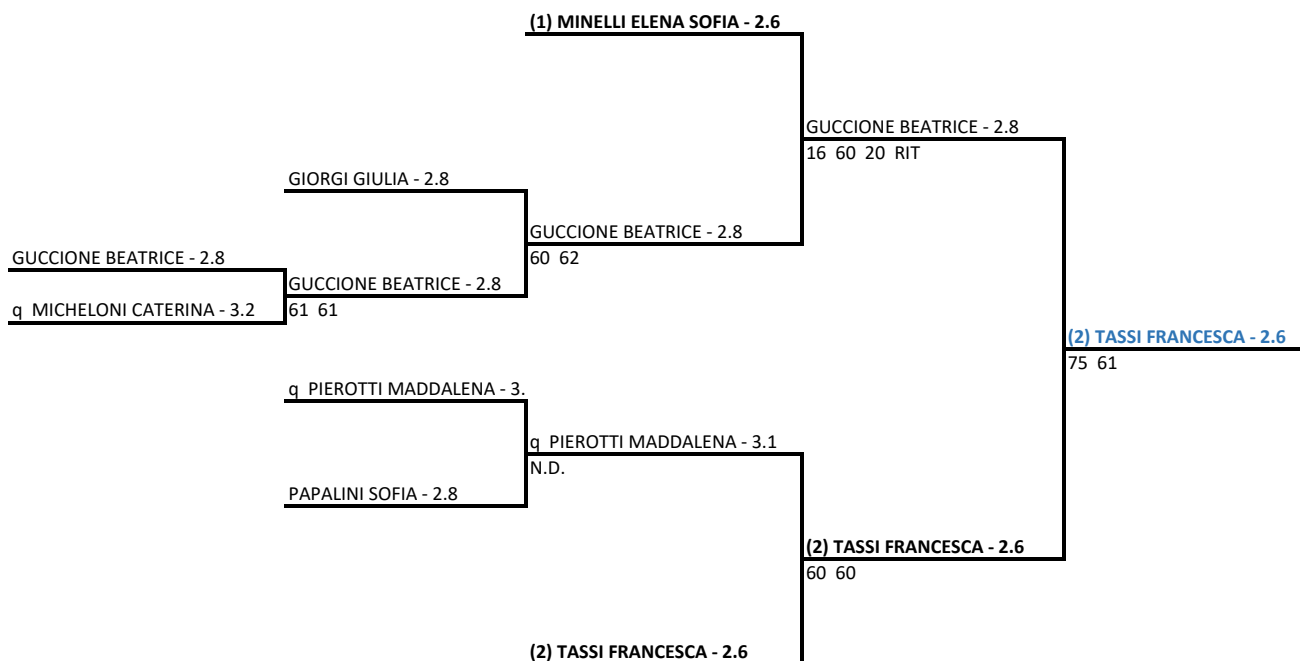 (1) MINELLI ELENA SOFIA - 2.6
GUCCIONE BEATRICE - 2.8
16 60 20 RIT
GIORGI GIULIA - 2.8
GUCCIONE BEATRICE - 2.8
60 62
GUCCIONE BEATRICE - 2.8
GUCCIONE BEATRICE - 2.8
61 61
q MICHELONI CATERINA - 3.2
(2) TASSI FRANCESCA - 2.6
75 61
q PIEROTTI MADDALENA - 3.
q PIEROTTI MADDALENA - 3.1
N.D.
PAPALINI SOFIA - 2.8
(2) TASSI FRANCESCA - 2.6
60 60
(2) TASSI FRANCESCA - 2.6